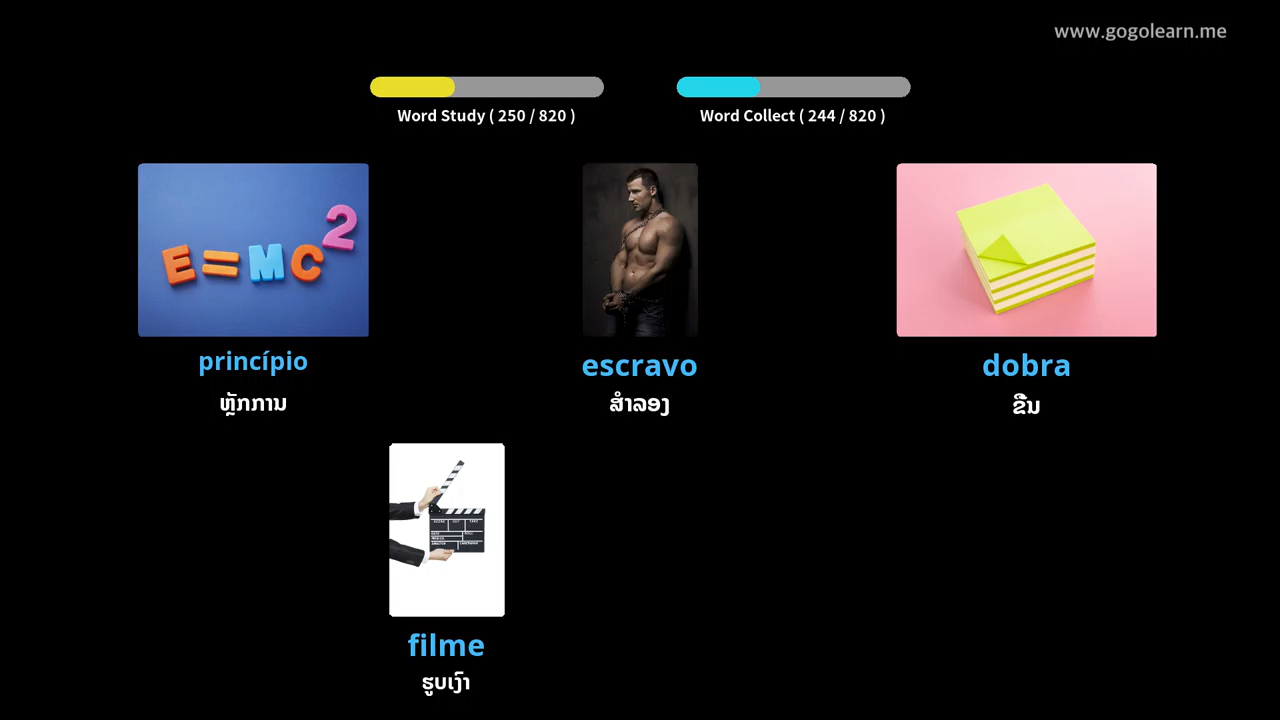 www.gogolearn.me
Word Study ( 250 / 820 )
Word Collect ( 244 / 820 )
E=MC2
princípio
ຫຼັກການ
escravo
ສຳລອງ
dobra
ຂືນ
filme
ຮູບເງົາ